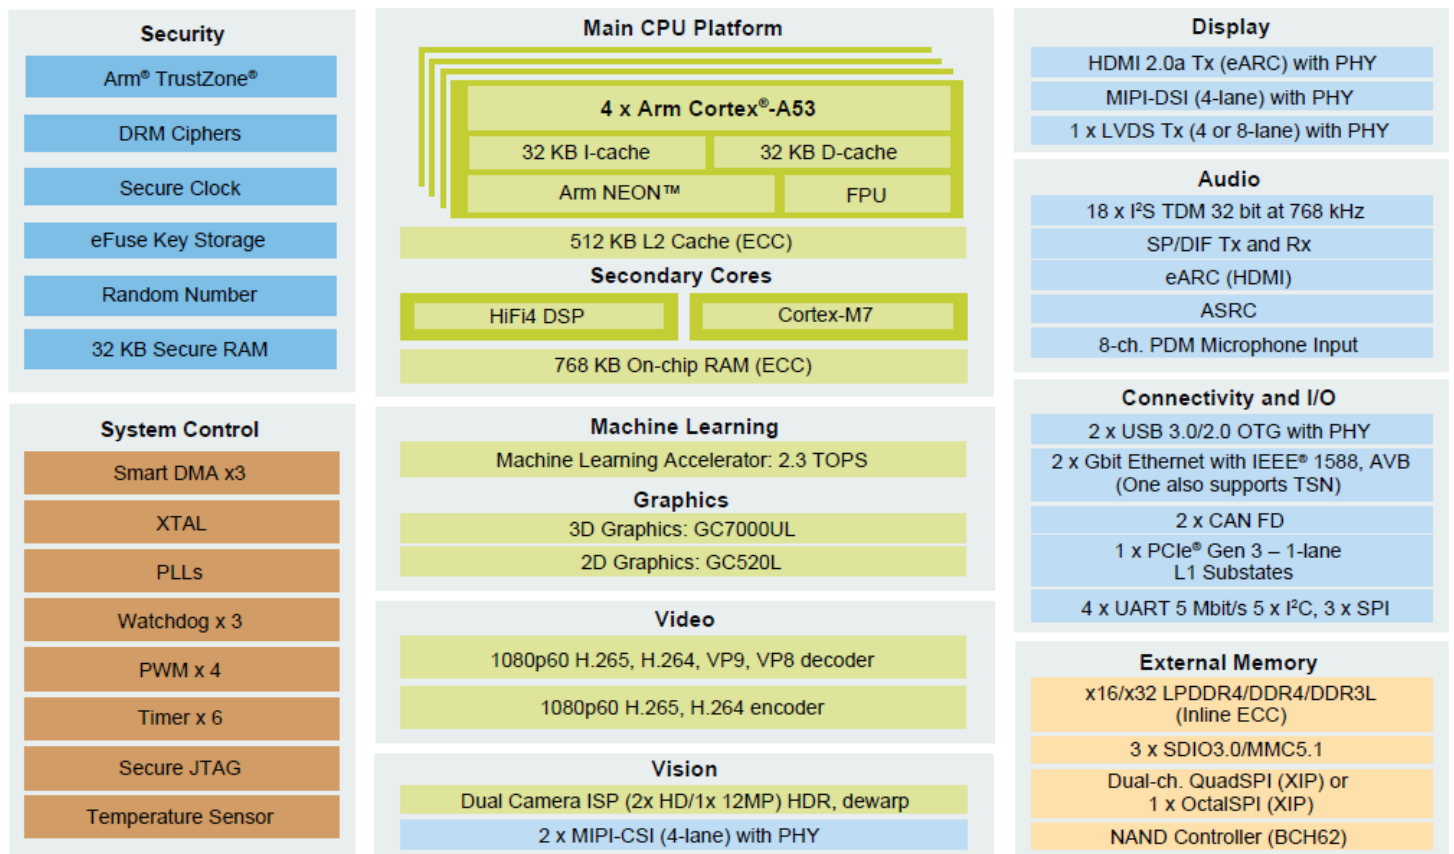 Security
Arm® TrustZone®
DRM Ciphers
Secure Clock
eFuse Key Storage
Random Number
32 KB Secure RAM
System Control
Smart DMA x3
XTAL
PLLs
Watchdog x 3
PWM x 4
Timer x 6
Secure JTAG
Temperature Sensor
Main CPU Platform
4 x Arm Cortex®-A53
32 KB I-cache
32 KB D-cache
Arm NEON™
FPU
512 KB L2 Cache (ECC)
Secondary Cores
HiFi4 DSP
Cortex-M7
768 KB On-chip RAM (ECC)
Machine Learning
Machine Learning Accelerator: 2.3 TOPS
Graphics
3D Graphics: GC7000UL
2D Graphics: GC520L
Video
1080p60 H.265, H.264, VP9, VP8 decoder
1080p60 H.265, H.264 encoder
Vision
Dual Camera ISP (2x HD/1x 12MP) HDR, dewarp
2 x MIPI-CSI (4-lane) with PHY
Display
HDMI 2.0a Tx (eARC) with PHY
MIPI-DSI (4-lane) with PHY
1 x LVDS Tx (4 or 8-lane) with PHY
Audio
18 x I²S TDM 32 bit at 768 kHz
SP/DIF Tx and Rx
eARC (HDMI)
ASRC
8-ch. PDM Microphone Input
Connectivity and I/O
2 x USB 3.0/2.0 OTG with PHY
2 x Gbit Ethernet with IEEE® 1588, AVB
(One also supports TSN)
2 x CAN FD
1 x PCIe® Gen 3 – 1-lane
L1 Substates
4 x UART 5 Mbit/s 5 x I²C, 3 x SPI
External Memory
x16/x32 LPDDR4/DDR4/DDR3L
(Inline ECC)
3 x SDIO3.0/MMC5.1
Dual-ch. QuadSPI (XIP) or
1 x OctalSPI (XIP)
NAND Controller (BCH62)